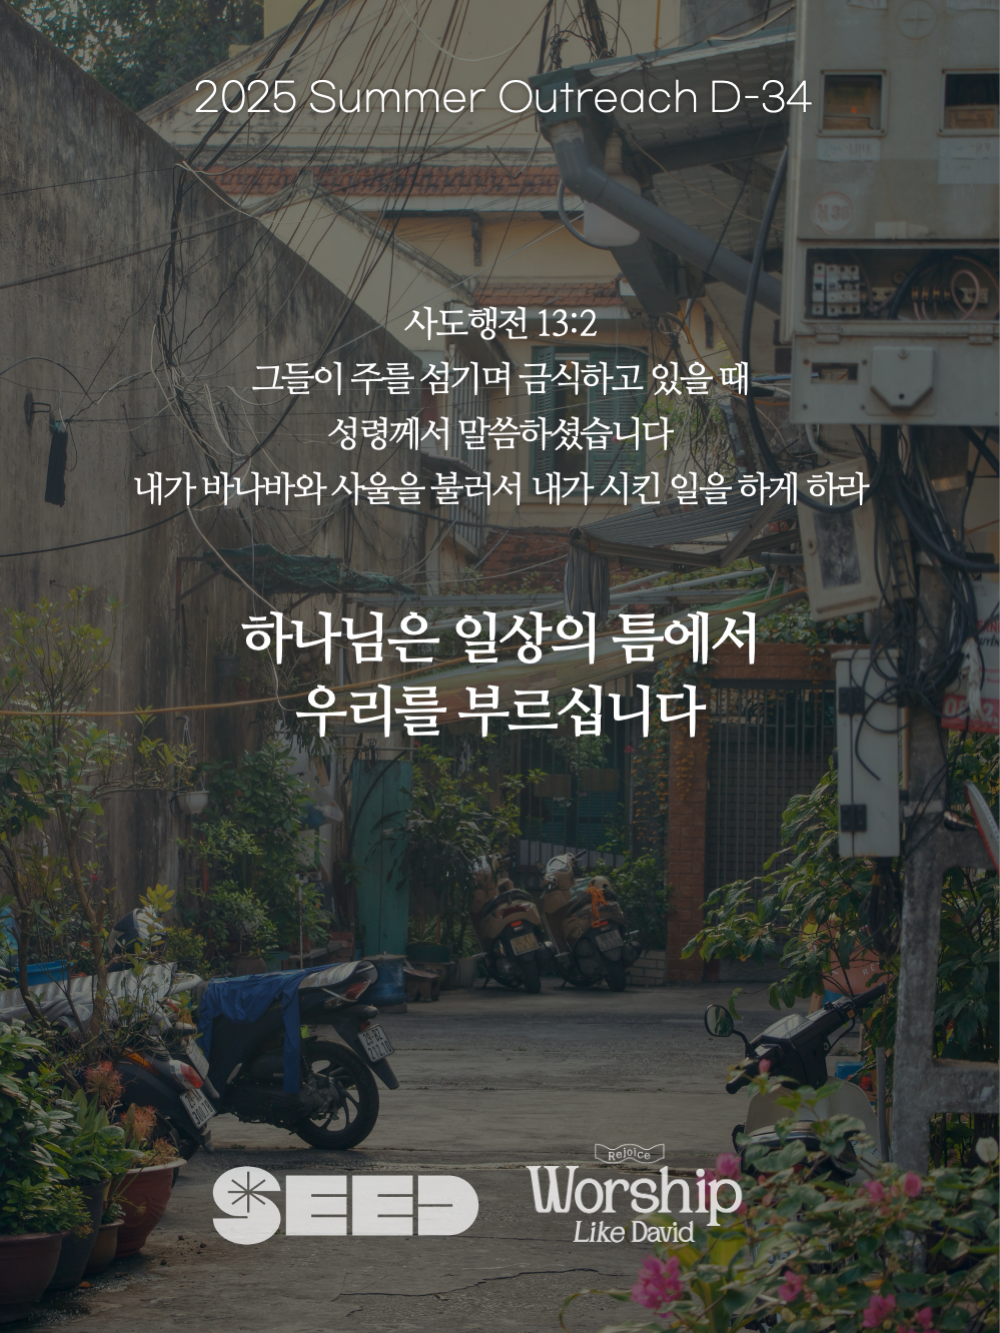 2025 Summer Outreach D-34
사도행전 13:2
그들이 주를 섬기며 금식하고 있을 때
성령께서 말씀하셨습니다
내가 바나바와 사울을 불러서 내가 시킨 일을 하게 하라
하나님은 일상의 틈에서
우리를 부르십니다
SEED
Rejoice
Worship
Like David